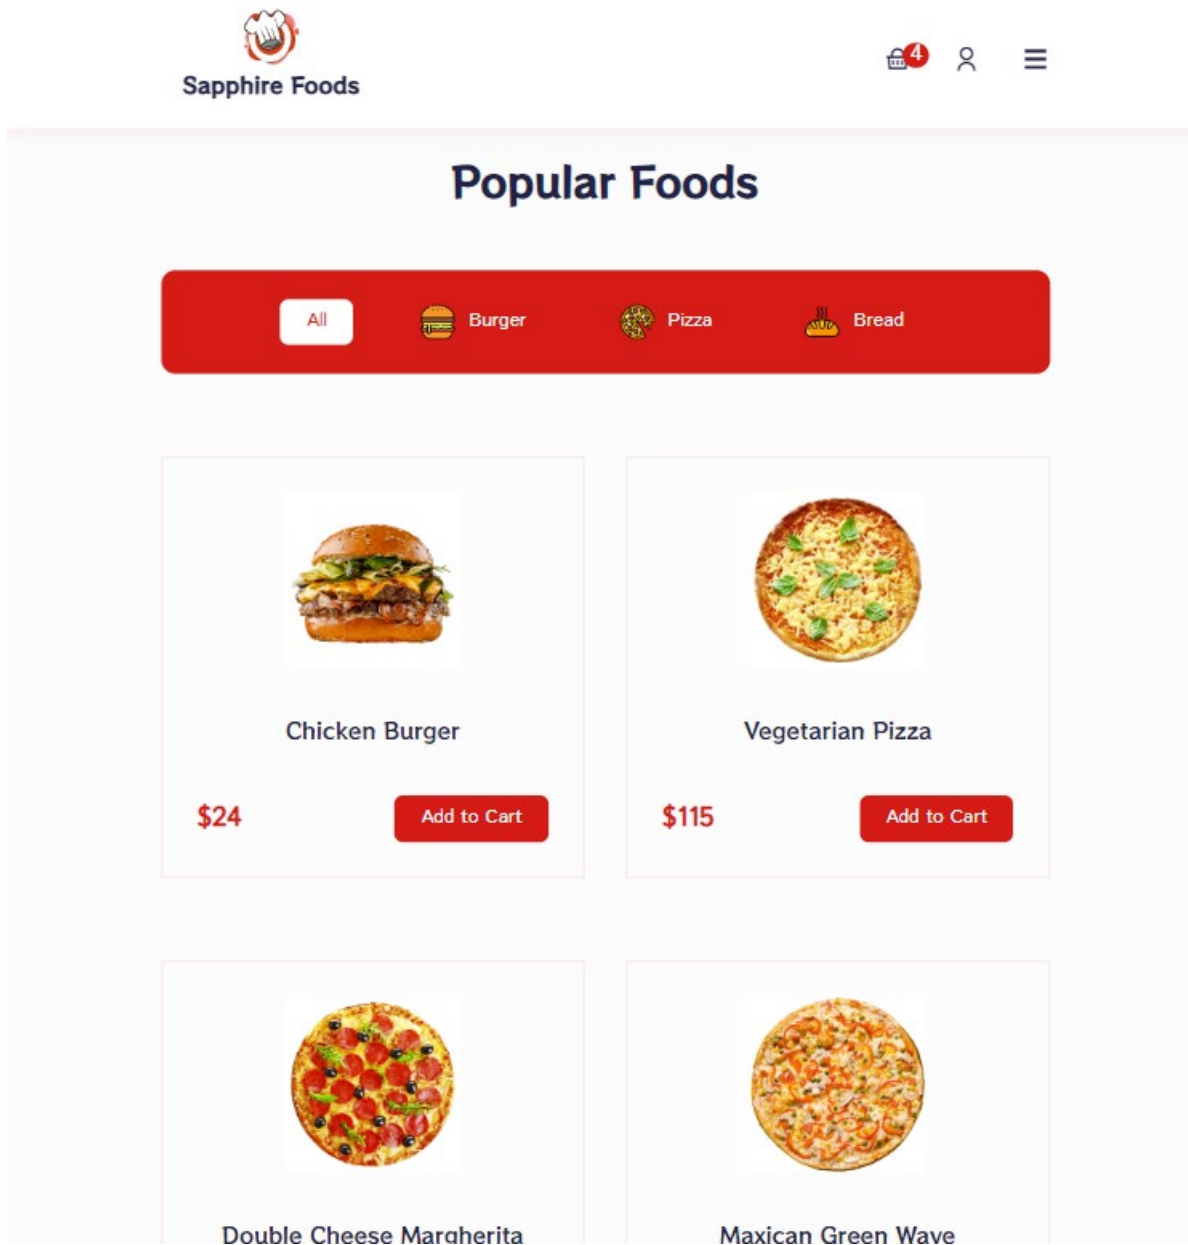 4
Sapphire Foods
Popular Foods
All Burger Pizza Bread
Chicken Burger Vegetarian Pizza
$24 Add to Cart $115 Add to Cart
Double Cheese Margherita Maxican Green Wave